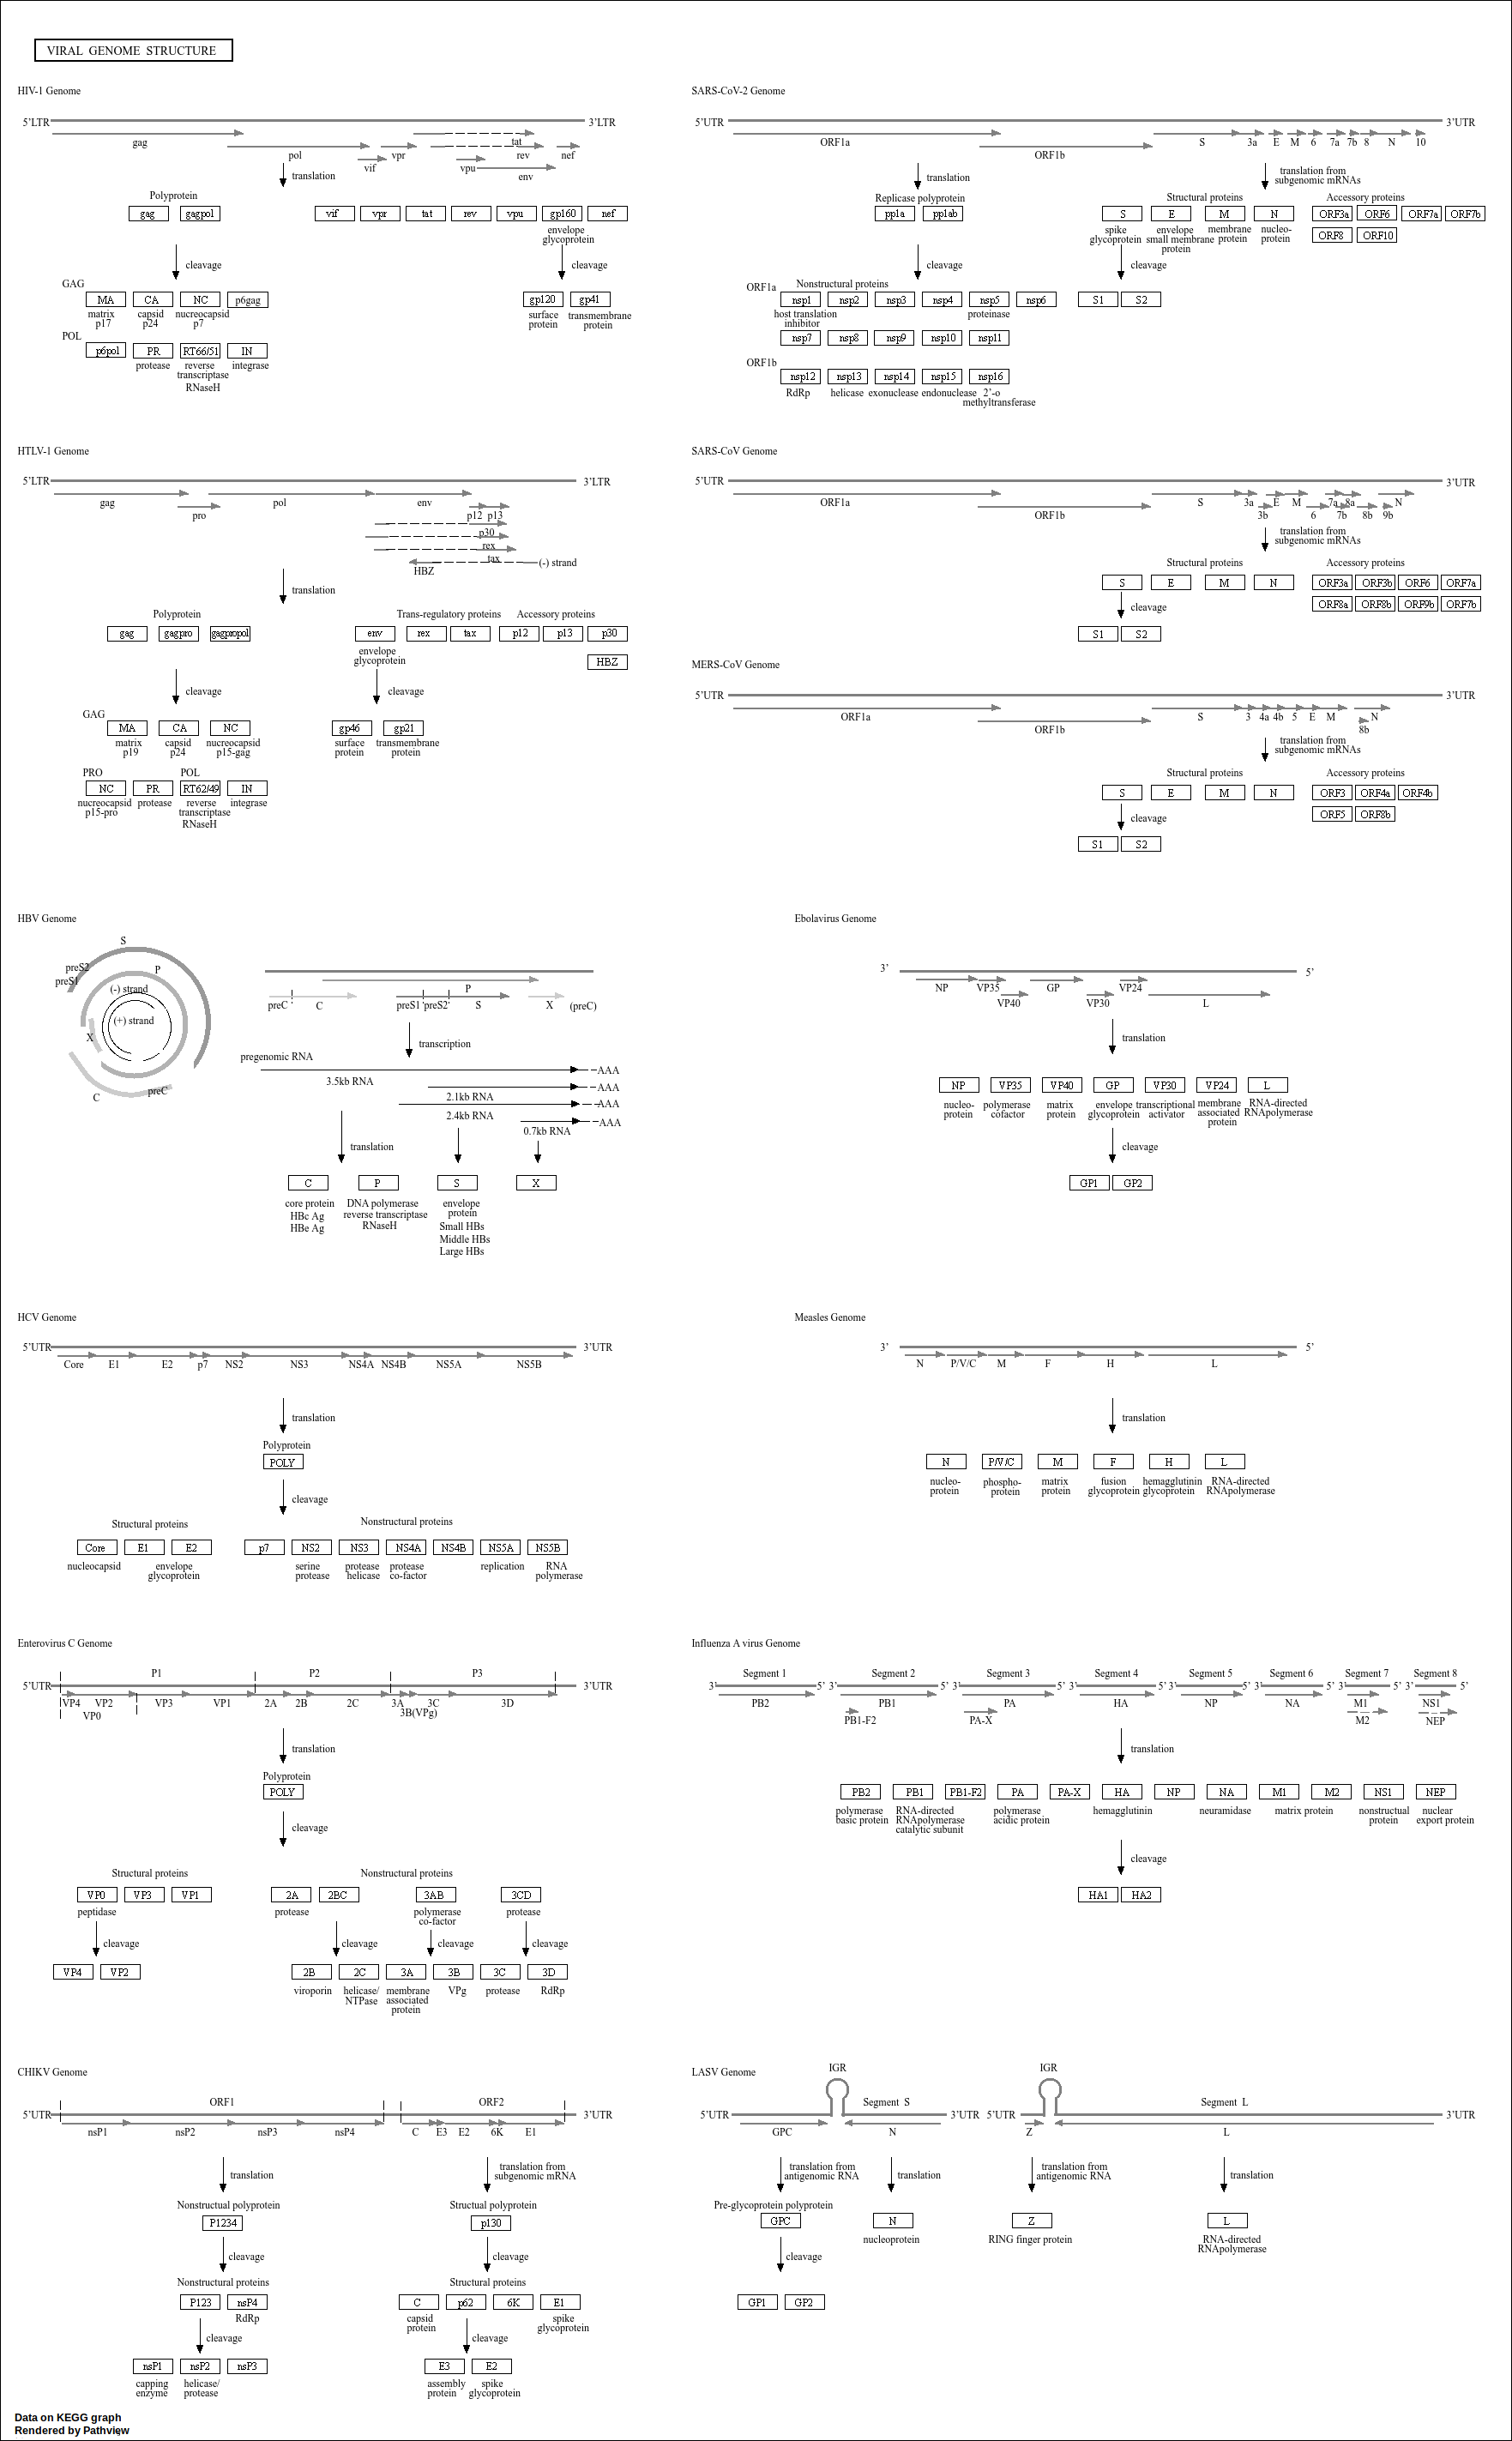 VIRAL GENOME STRUCTURE
HIV-1 Genome
5'LTR
3'LTR
gag
pol
vif
vpr
tat
rev
vpu
env
nef
translation
Polyprotein
gag
gagpol
vif
vpr
tat
rev
vpu
gp160
nef
envelope
glycoprotein
cleavage
cleavage
GAG
MA
CA
NC
p6gag
matrix
p17
capsid
p24
nucreocapsid
p7
gp120
gp41
surface
protein
transmembrane
protein
POL
p6pol
PR
RT66/51
IN
protease
reverse
transcriptase
RNaseH
integrase
SARS-CoV-2 Genome
5'UTR
3'UTR
ORF1a
ORF1b
S
3a
E
M
6
7a
7b
8
N
10
translation
translation from
subgenomic mRNAs
Replicase polyprotein
pp1a
pp1ab
Structural proteins
S
E
M
N
spike
glycoprotein
envelope
small membrane
protein
membrane
protein
nucleo-
protein
Accessory proteins
ORF3a
ORF6
ORF7a
ORF7b
ORF8
ORF10
cleavage
cleavage
S1
S2
ORF1a
Nonstructural proteins
nsp1
nsp2
nsp3
nsp4
nsp5
nsp6
host translation
inhibitor
proteinase
nsp7
nsp8
nsp9
nsp10
nsp11
ORF1b
nsp12
nsp13
nsp14
nsp15
nsp16
RdRp
helicase
exonuclease
endonuclease
2'-o
methyltransferase
HTLV-1 Genome
5'LTR
3'LTR
gag
pro
pol
env
p12
p13
p30
rex
tax
HBZ
(-) strand
translation
Polyprotein
gag
gagpro
gagpropol
env
envelope
glycoprotein
Trans-regulatory proteins
rex
tax
Accessory proteins
p12
p13
p30
HBZ
cleavage
cleavage
GAG
MA
CA
NC
matrix
p19
capsid
p24
nucreocapsid
p15-gag
gp46
gp21
surface
protein
transmembrane
protein
PRO
POL
NC
PR
RT62/49
IN
nucreocapsid
p15-pro
protease
reverse
transcriptase
RNaseH
integrase
SARS-CoV Genome
5'UTR
3'UTR
ORF1a
ORF1b
S
3a
3b
E
M
6
7a
7b
8a
8b
9b
N
translation from
subgenomic mRNAs
Structural proteins
S
E
M
N
Accessory proteins
ORF3a
ORF3b
ORF6
ORF7a
ORF8a
ORF8b
ORF9b
ORF7b
cleavage
S1
S2
MERS-CoV Genome
5'UTR
3'UTR
ORF1a
ORF1b
S
3
4a
4b
5
E
M
8b
N
translation from
subgenomic mRNAs
Structural proteins
S
E
M
N
Accessory proteins
ORF3
ORF4a
ORF4b
ORF5
ORF8b
cleavage
S1
S2
HBV Genome
S
preS2
preS1
P
(-) strand
(+) strand
X
C
preC
P
preC
C
preS1
preS2
S
X
(preC)
transcription
pregenomic RNA
AAA
3.5kb RNA
AAA
2.1kb RNA
AAA
2.4kb RNA
AAA
0.7kb RNA
translation
C
P
S
X
core protein
HBc Ag
HBe Ag
DNA polymerase
reverse transcriptase
RNaseH
envelope
protein
Small HBs
Middle HBs
Large HBs
Ebolavirus Genome
3'
5'
NP
VP35
VP40
GP
VP30
VP24
L
translation
NP
VP35
VP40
GP
VP30
VP24
L
nucleo-
protein
polymerase
cofactor
matrix
protein
envelope
glycoprotein
transcriptional
activator
membrane
associated
protein
RNA-directed
RNApolymerase
cleavage
GP1
GP2
HCV Genome
5'UTR
3'UTR
Core
E1
E2
p7
NS2
NS3
NS4A
NS4B
NS5A
NS5B
translation
Polyprotein
POLY
cleavage
Structural proteins
Core
E1
E2
nucleocapsid
envelope
glycoprotein
Nonstructural proteins
p7
NS2
NS3
NS4A
NS4B
NS5A
NS5B
serine
protease
protease
helicase
protease
co-factor
replication
RNA
polymerase
Measles Genome
3'
5'
N
P/V/C
M
F
H
L
translation
N
P/V/C
M
F
H
L
nucleo-
protein
phospho-
protein
matrix
protein
fusion
glycoprotein
hemagglutinin
glycoprotein
RNA-directed
RNApolymerase
Enterovirus C Genome
P1
P2
P3
5'UTR
3'UTR
VP4
VP2
VP0
VP3
VP1
2A
2B
2C
3A
3B(VPg)
3C
3D
translation
Polyprotein
POLY
cleavage
Structural proteins
VP0
VP3
VP1
peptidase
Nonstructural proteins
2A
2BC
3AB
3CD
protease
polymerase
co-factor
protease
cleavage
cleavage
cleavage
cleavage
VP4
VP2
2B
2C
3A
3B
3C
3D
viroporin
helicase/
NTPase
membrane
associated
protein
VPg
protease
RdRp
Influenza A virus Genome
Segment 1
Segment 2
Segment 3
Segment 4
Segment 5
Segment 6
Segment 7
Segment 8
3'
5'
3'
5'
3'
5'
3'
5'
3'
5'
3'
5'
3'
5'
3'
5'
PB2
PB1
PB1-F2
PA
PA-X
HA
NP
NA
M1
M2
NS1
NEP
translation
PB2
PB1
PB1-F2
PA
PA-X
HA
NP
NA
M1
M2
NS1
NEP
polymerase
basic protein
RNA-directed
RNApolymerase
catalytic subunit
polymerase
acidic protein
hemagglutinin
neuramidase
matrix protein
nonstructual
protein
nuclear
export protein
cleavage
HA1
HA2
CHIKV Genome
ORF1
ORF2
5'UTR
3'UTR
nsP1
nsP2
nsP3
nsP4
C
E3
E2
6K
E1
translation
translation from
subgenomic mRNA
Nonstructual polyprotein
P1234
Structual polyprotein
p130
cleavage
cleavage
Nonstructural proteins
P123
nsP4
RdRp
Structural proteins
C
p62
6K
E1
capsid
protein
spike
glycoprotein
cleavage
cleavage
nsP1
nsP2
nsP3
capping
enzyme
helicase/
protease
E3
E2
assembly
protein
spike
glycoprotein
LASV Genome
IGR
IGR
Segment S
Segment L
5'UTR
3'UTR
5'UTR
3'UTR
GPC
N
Z
L
translation from
antigenomic RNA
translation
translation from
antigenomic RNA
translation
Pre-glycoprotein polyprotein
GPC
N
Z
L
nucleoprotein
RING finger protein
RNA-directed
RNApolymerase
cleavage
GP1
GP2
Data on KEGG graph
Rendered by Pathview